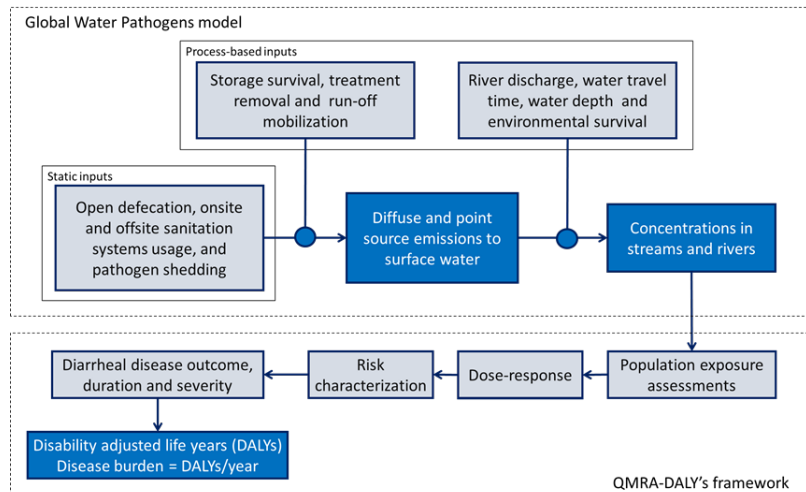 Global Water Pathogens model
Process-based inputs
Storage survival, treatment
removal and run-off
mobilization
River discharge, water travel
time, water depth and
environmental survival
Static inputs
Open defecation, onsite
and offsite sanitation
systems usage, and
pathogen shedding
Diffuse and point
source emissions to
surface water
Concentrations in
streams and rivers
Diarrheal disease outcome,
duration and severity
Risk
characterization
Dose-response
Population exposure
assessments
Disability adjusted life years (DALYs)
Disease burden = DALYs/year
QMRA-DALY's framework